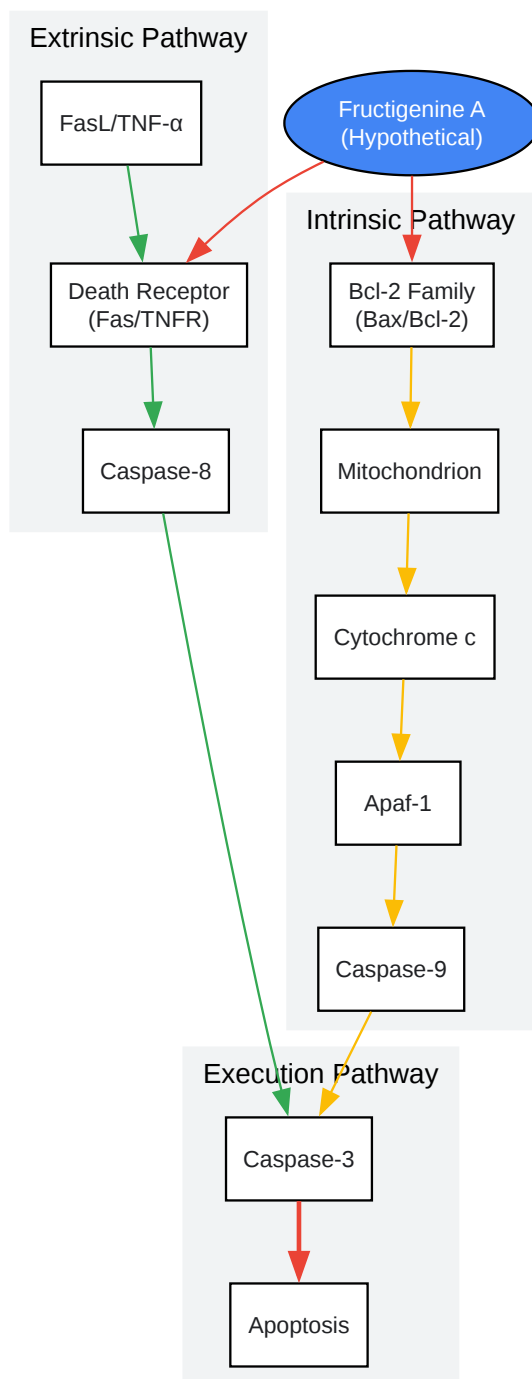 Extrinsic Pathway
FasL/TNF-α
Fructigenine A
(Hypothetical)
Intrinsic Pathway
Death Receptor
(Fas/TNFR)
Bcl-2 Family
(Bax/Bcl-2)
Caspase-8
Mitochondrion
Cytochrome c
Apaf-1
Caspase-9
Execution Pathway
Caspase-3
Apoptosis